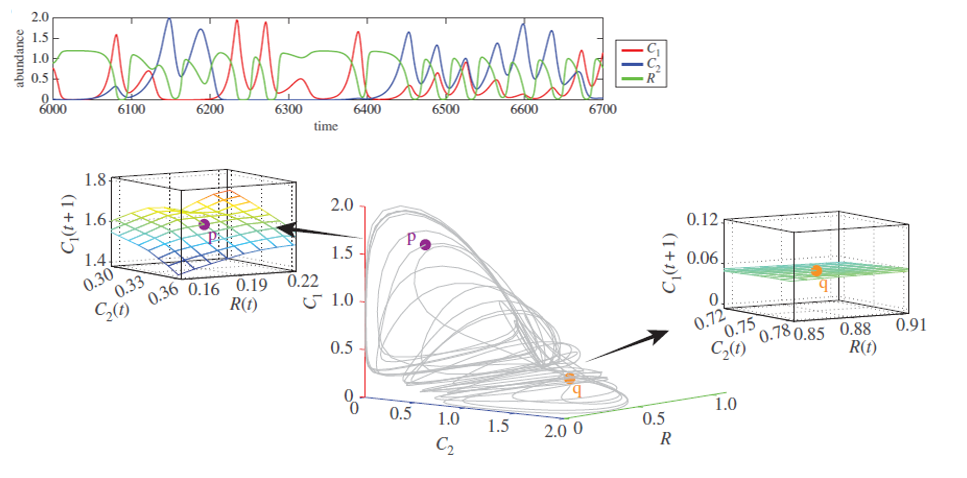 2.0
1.5
1.0
0.5
0
abundance
6000 6100 6200 6300 6400 6500 6600 6700
time
C1
C2
R
1.8
1.6
1.4
C1(t + 1)
p
0.30
0.33
0.36
C2(t)
0.16
0.19
0.22
R(t)
2.0
1.5
1.0
0.5
0
C1
p
q
0 0.5 1.0 1.5 2.0
C2
0 0.5 1.0
R
0.12
0.06
0
C1(t + 1)
q
0.72
0.75
0.78
C2(t)
0.85
0.88
0.91
R(t)